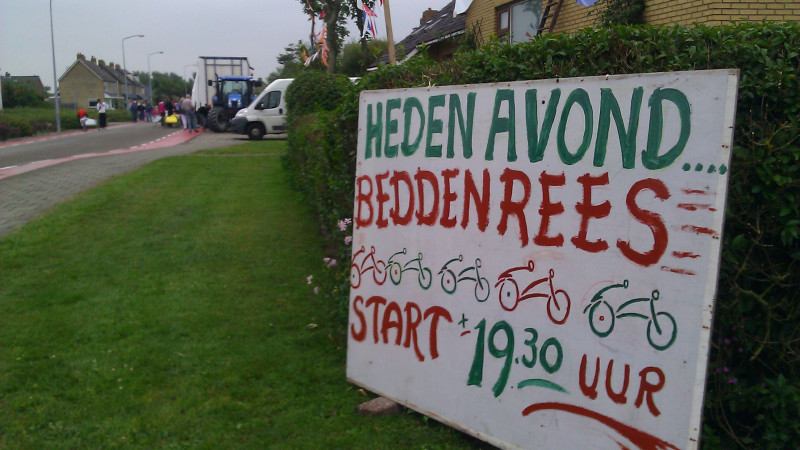 HEDEN AVOND....
BEDDENREES
START ± 19.30 UUR